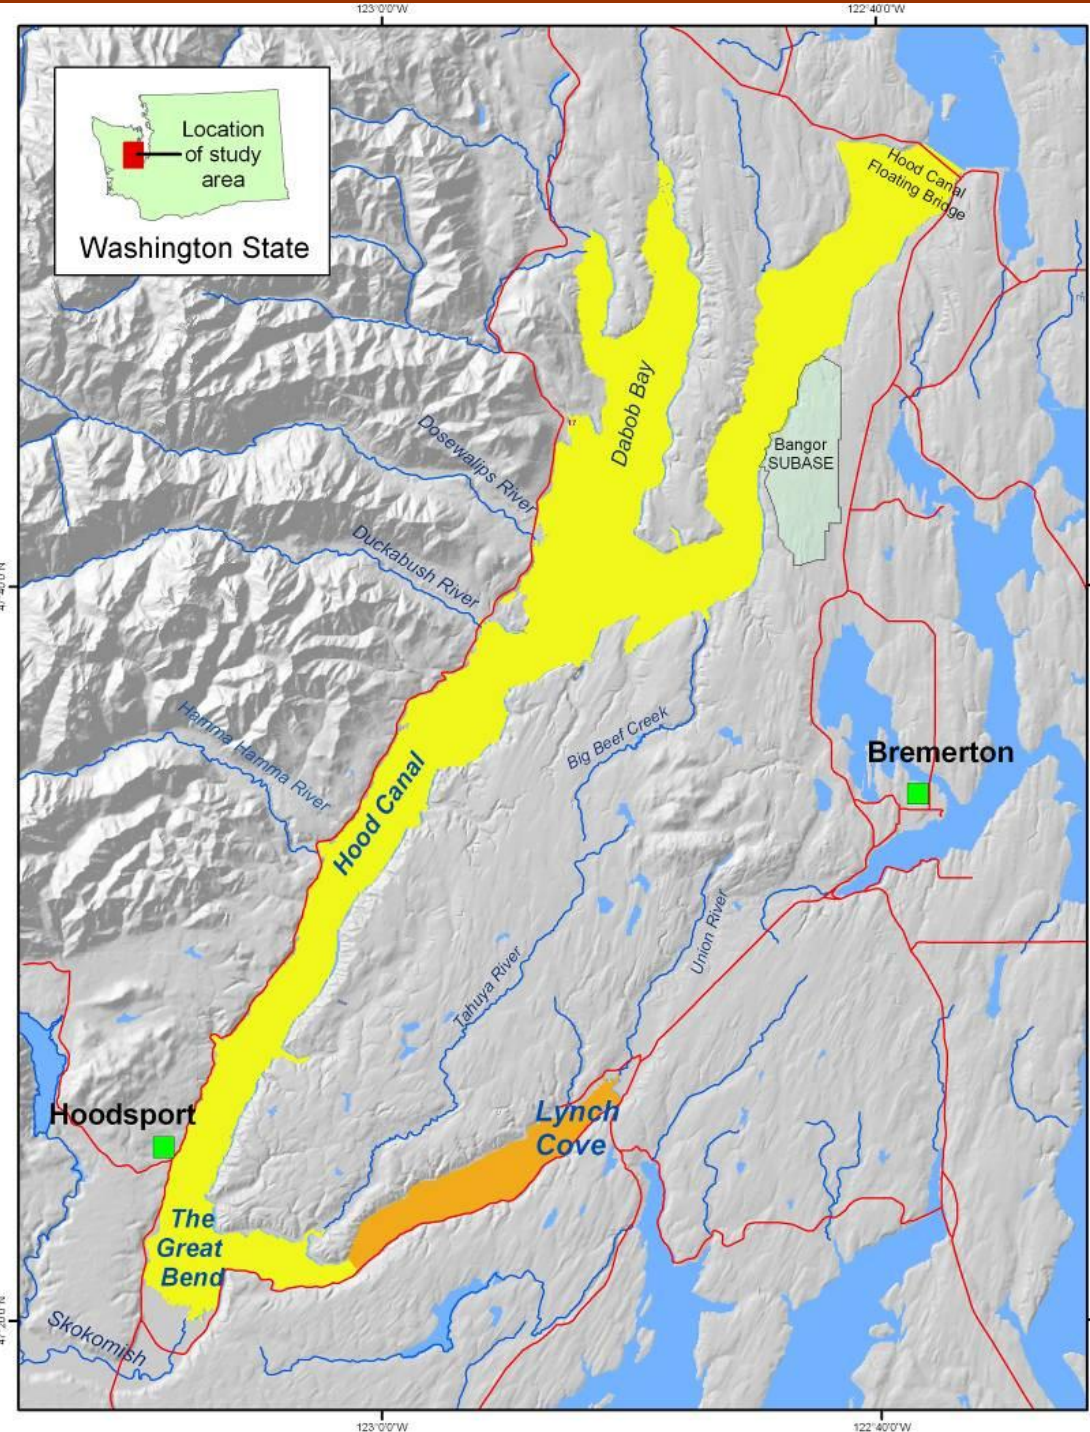 123°0'0"W
122°40'0"W
Location
of study
area
Washington State
Hood Canal
Floating Bridge
Dabob Bay
Bangor
SUBASE
Dosewalips River
Duckabush River
Hamma Hamma River
Big Beef Creek
Bremerton
Hood Canal
Union River
Tahuya River
Hoodsport
Lynch
Cove
The
Great
Bend
Skokomish
123°0'0"W
122°40'0"W